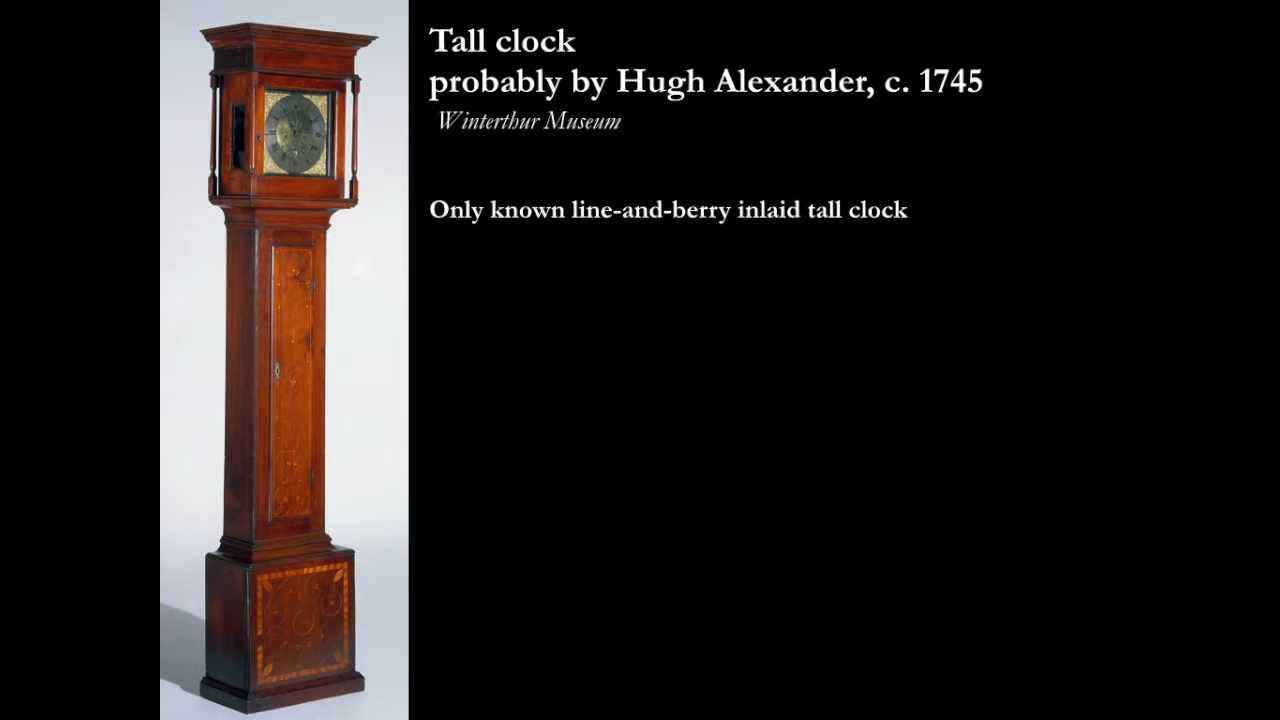 Tall clock
probably by Hugh Alexander, c. 1745
Winterthur Museum
Only known line-and-berry inlaid tall clock